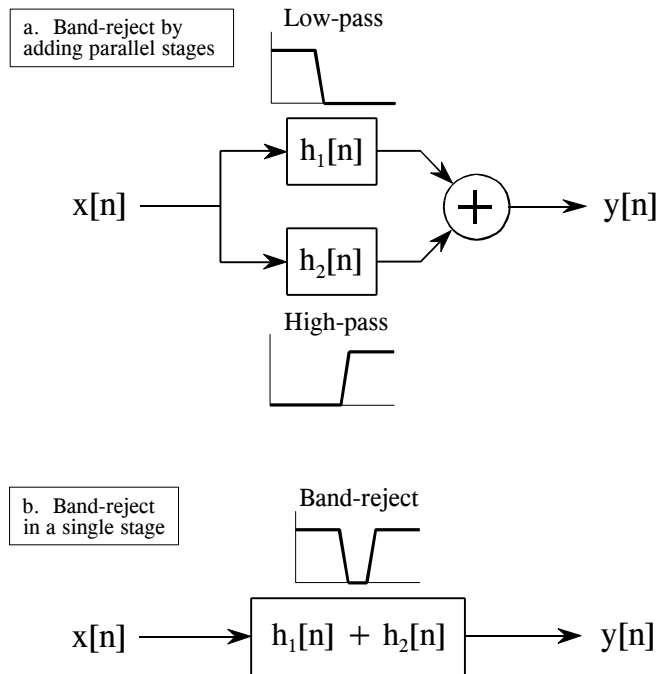 a. Band-reject by
adding parallel stages
Low-pass
h₁[n]
x[n]
+
y[n]
h₂[n]
High-pass
b. Band-reject
in a single stage
Band-reject
x[n]
h₁[n] + h₂[n]
y[n]